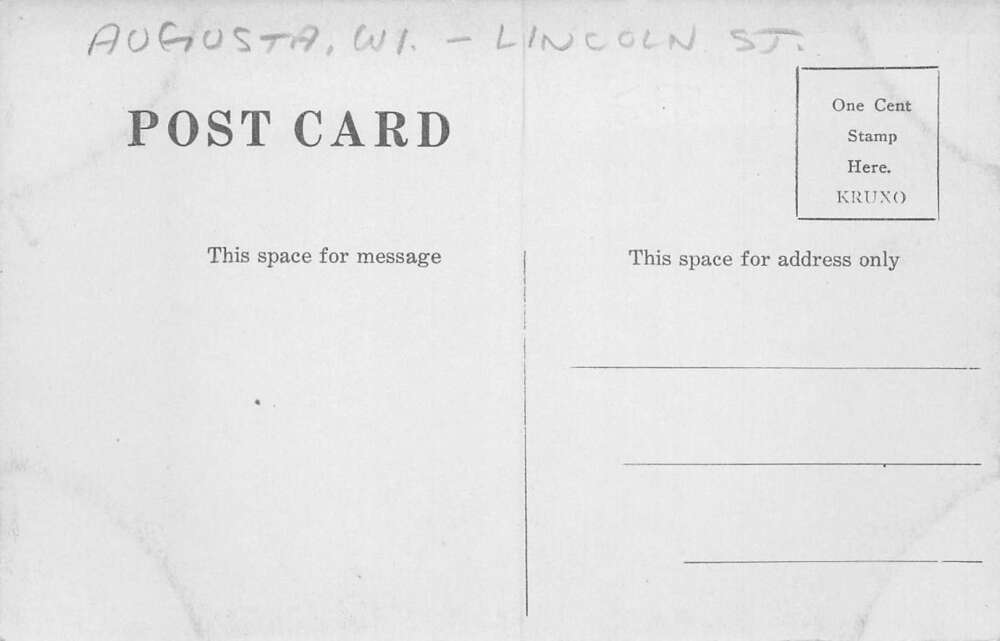 AUGUSTA, WI. - LINCOLN ST.
POST CARD
One Cent
Stamp
Here.
KRUXO
This space for message
This space for address only